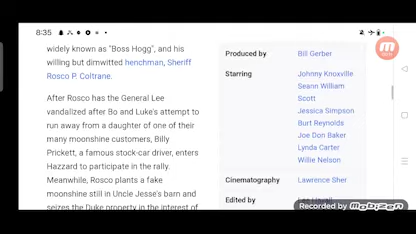 8:35
widely known as "Boss Hogg", and his
willing but dimwitted henchman, Sheriff
Rosco P. Coltrane.
After Rosco has the General Lee
vandalized after Bo and Luke's attempt to
run away from a daughter of one of their
many moonshine customers, Billy
Prickett, a famous stock-car driver, enters
Hazzard to participate in the rally.
Meanwhile, Rosco plants a fake
moonshine still in Uncle Jesse's barn and
seizes the Duke property in the interest of
Produced by Bill Gerber
Starring Johnny Knoxville
Seann William
Scott
Jessica Simpson
Burt Reynolds
Joe Don Baker
Lynda Carter
Willie Nelson
Cinematography Lawrence Sher
Edited by
Recorded by mobizen